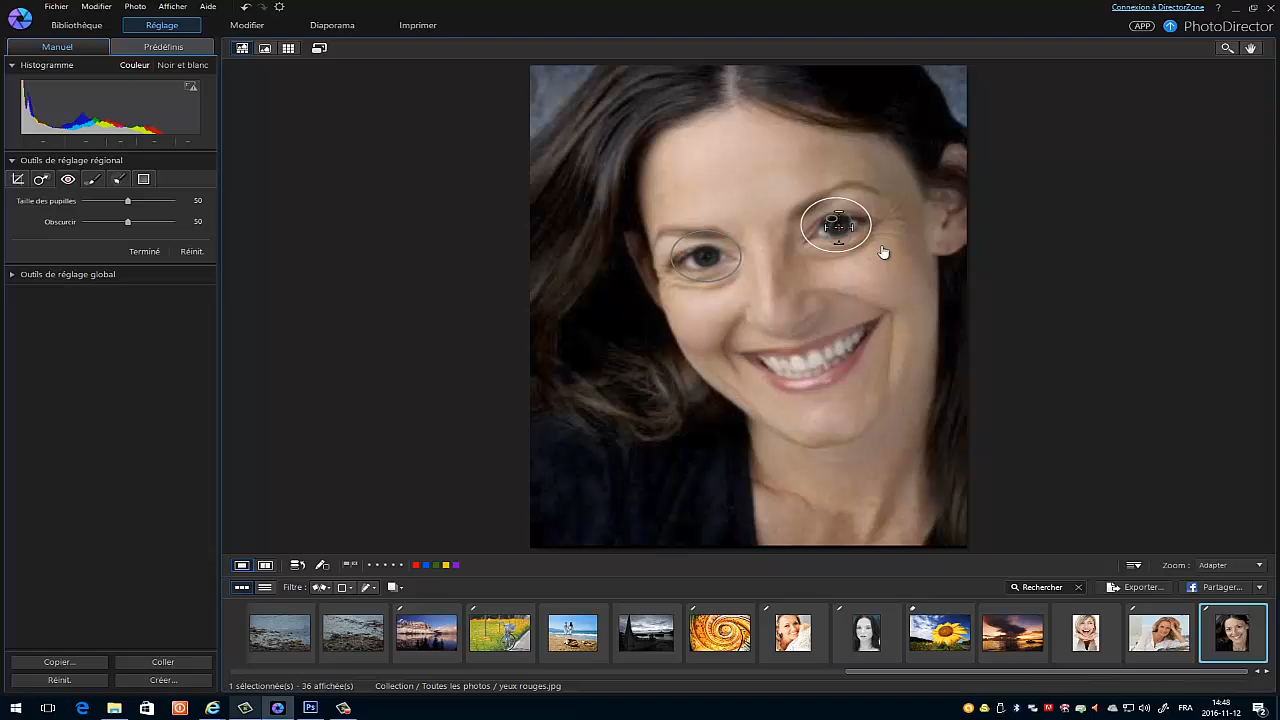 Fichier Modifier Photo Afficher Aide
Connexion à DirectorZone
Bibliothèque Réglage Modifier Diaporama Imprimer
APP PhotoDirector
Manuel Prédéfinis
Histogramme Couleur Noir et blanc
Outils de réglage régional
Taille des pupilles 50
Obscurcir 50
Terminé Réinit.
Outils de réglage global
Zoom : Adapter
Filtre :
Rechercher
Exporter...
Partager...
Copier... Coller
Réinit. Créer...
1 sélectionnée(s) - 36 affichée(s) Collection / Toutes les photos / yeux rouges.jpg
FRA
14:48
2016-11-12
2